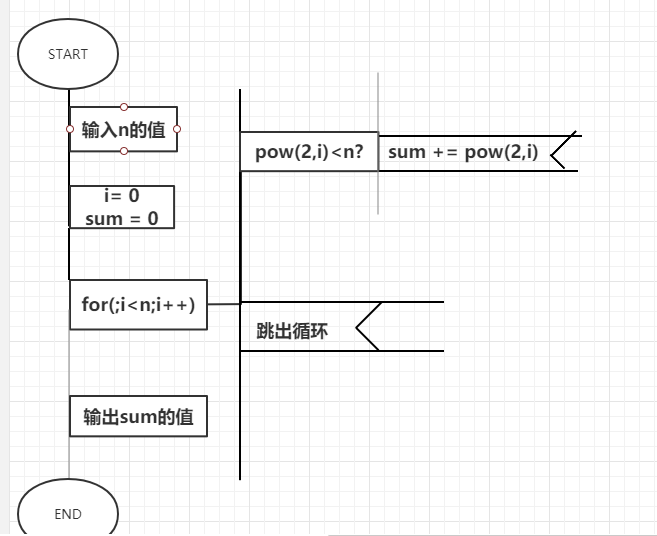 START
输入n的值
pow(2,i)<n?
sum += pow(2,i)
i= 0
sum = 0
for(;i<n;i++)
跳出循环
输出sum的值
END